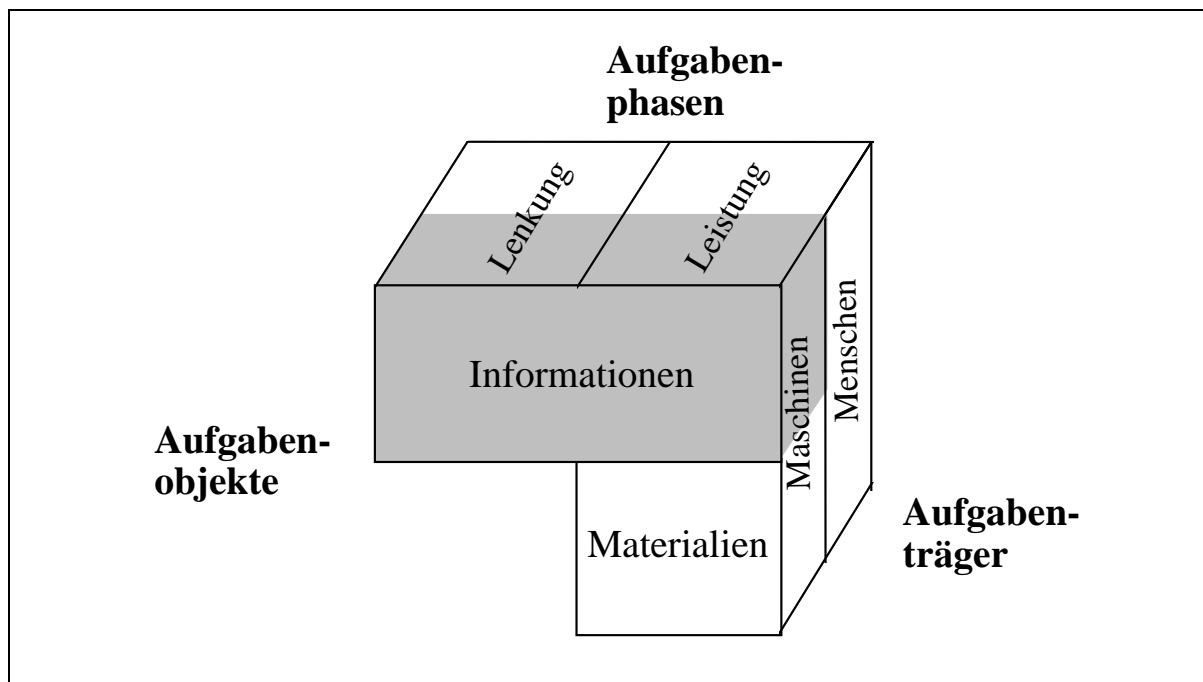 Aufgaben-
phasen
Lenkung
Leistung
Informationen
Maschinen
Menschen
Aufgaben-
objekte
Materialien
Aufgaben-
träger